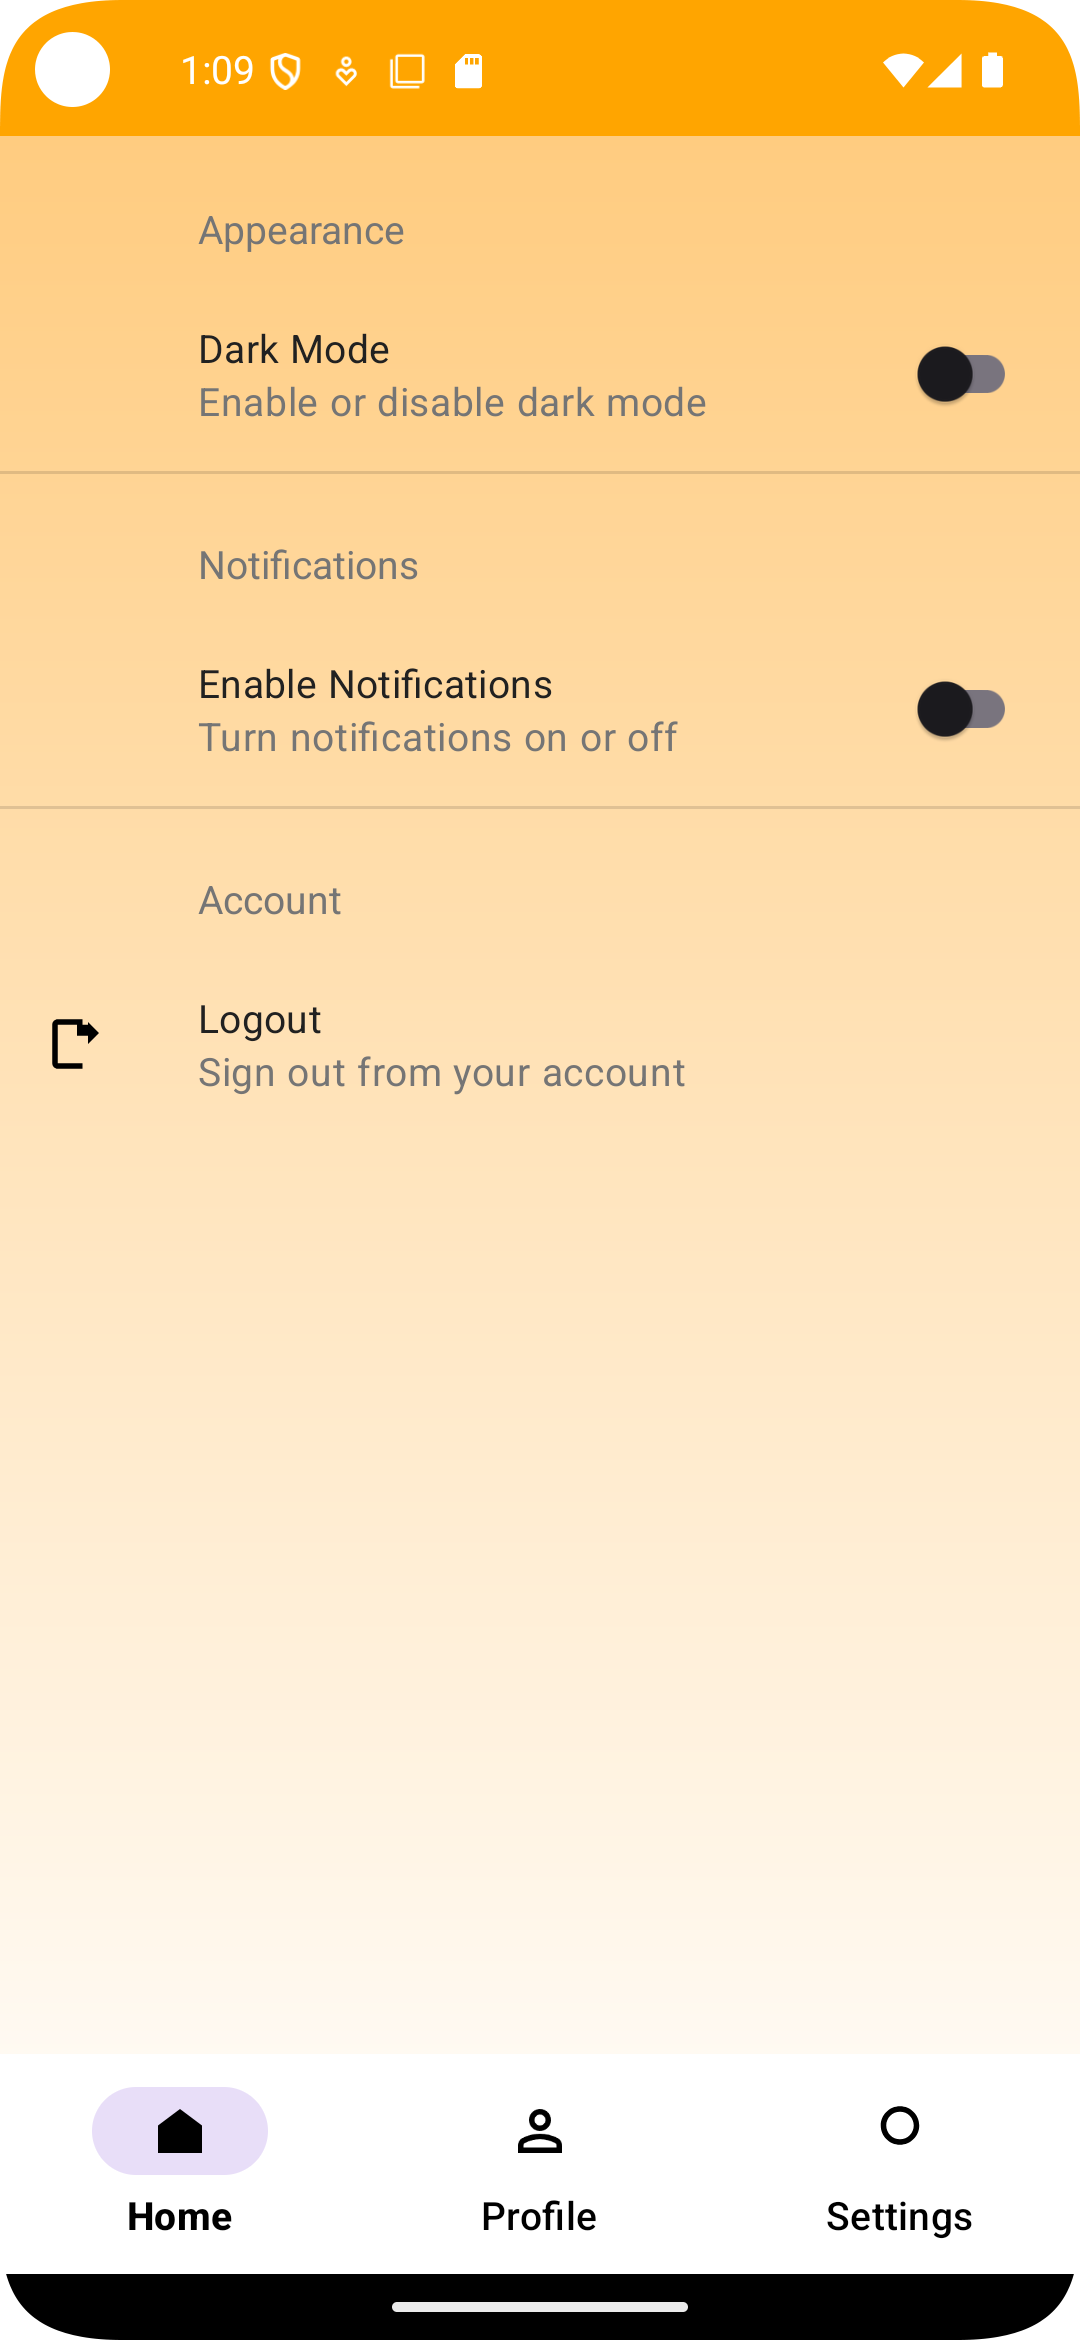 1:09
Appearance
Dark Mode
Enable or disable dark mode
Notifications
Enable Notifications
Turn notifications on or off
Account
Logout
Sign out from your account
Home
Profile
Settings